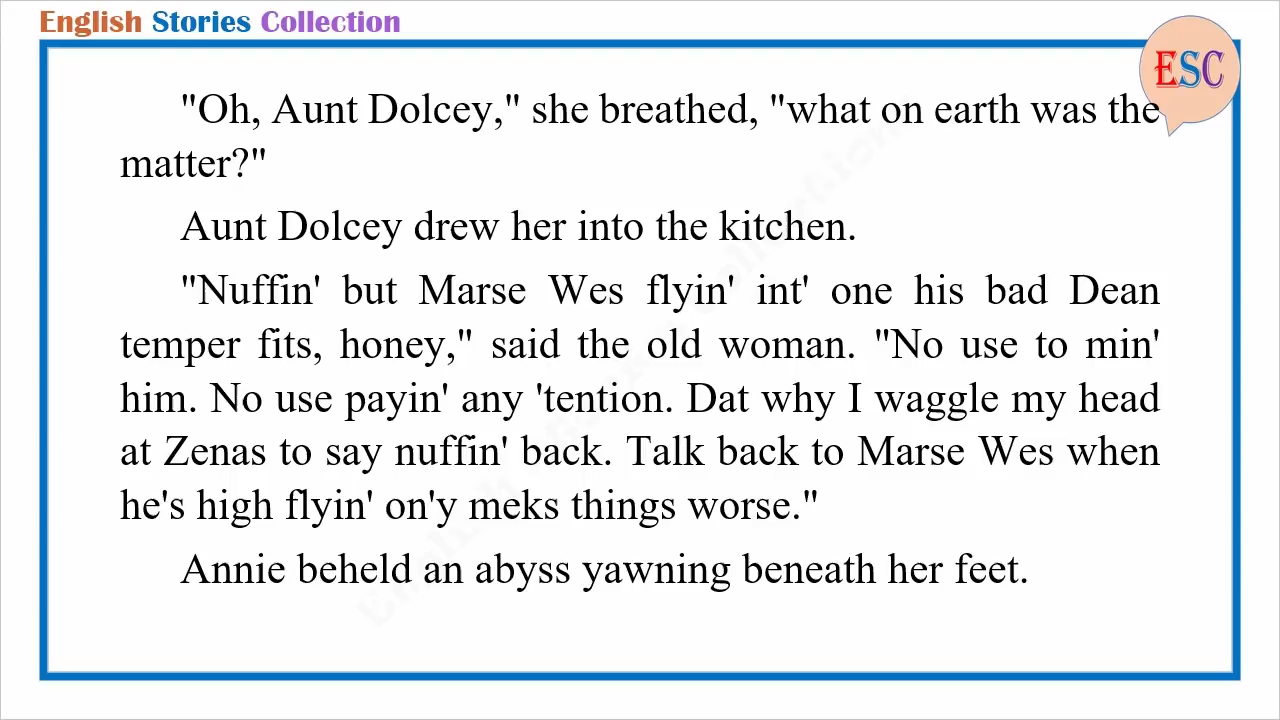 English Stories Collection
ESC
"Oh, Aunt Dolcey," she breathed, "what on earth was the
matter?"
Aunt Dolcey drew her into the kitchen.
"Nuffin' but Marse Wes flyin' int' one his bad Dean
temper fits, honey," said the old woman. "No use to min'
him. No use payin' any 'tention. Dat why I waggle my head
at Zenas to say nuffin' back. Talk back to Marse Wes when
he's high flyin' on'y meks things worse."
Annie beheld an abyss yawning beneath her feet.